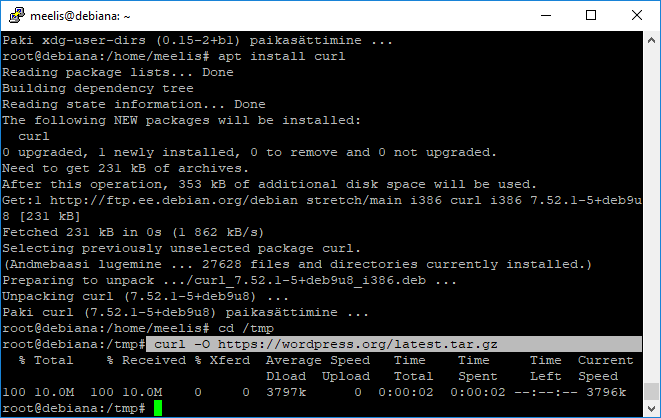 meelis@debiana: ~
Paki xdg-user-dirs (0.15-2+b1) paikasättimine ...
root@debiana:/home/meelis# apt install curl
Reading package lists... Done
Building dependency tree
Reading state information... Done
The following NEW packages will be installed:
  curl
0 upgraded, 1 newly installed, 0 to remove and 0 not upgraded.
Need to get 231 kB of archives.
After this operation, 353 kB of additional disk space will be used.
Get:1 http://ftp.ee.debian.org/debian stretch/main i386 curl i386 7.52.1-5+deb9u
8 [231 kB]
Fetched 231 kB in 0s (1 862 kB/s)
Selecting previously unselected package curl.
(Andmebaasi lugemine ... 27628 files and directories currently installed.)
Preparing to unpack .../curl_7.52.1-5+deb9u8_i386.deb ...
Unpacking curl (7.52.1-5+deb9u8) ...
Paki curl (7.52.1-5+deb9u8) paikasättimine ...
root@debiana:/home/meelis# cd /tmp
root@debiana:/tmp# curl -O https://wordpress.org/latest.tar.gz
  % Total    % Received % Xferd  Average Speed   Time    Time     Time  Current
                                 Dload  Upload   Total   Spent    Left  Speed
100 10.0M  100 10.0M    0     0  3797k      0  0:00:02  0:00:02 --:--:-- 3796k
root@debiana:/tmp#